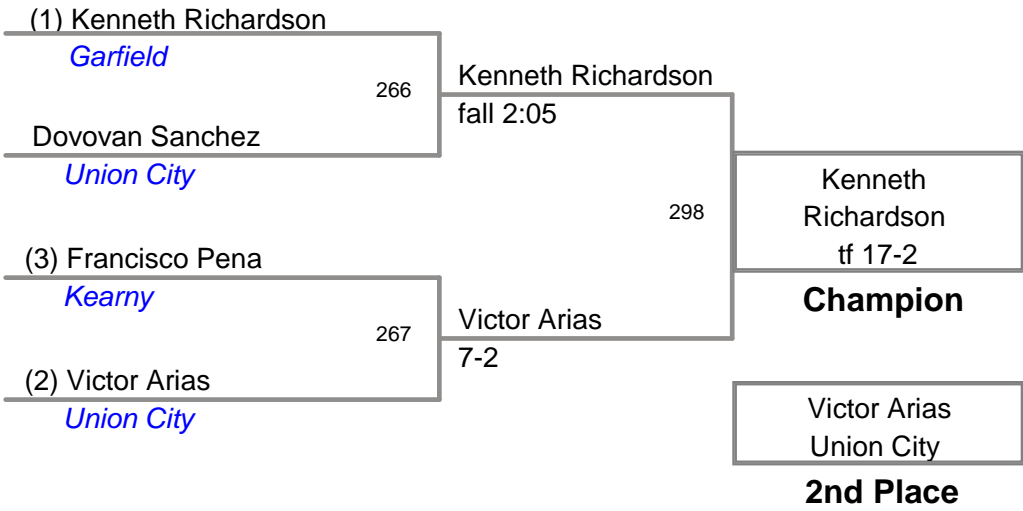 (1) Kenneth Richardson
Garfield
266
Dovovan Sanchez
Union City
Kenneth Richardson
fall 2:05
(3) Francisco Pena
Kearny
267
(2) Victor Arias
Union City
Victor Arias
7-2
298
Kenneth
Richardson
tf 17-2
Champion
Victor Arias
Union City
2nd Place